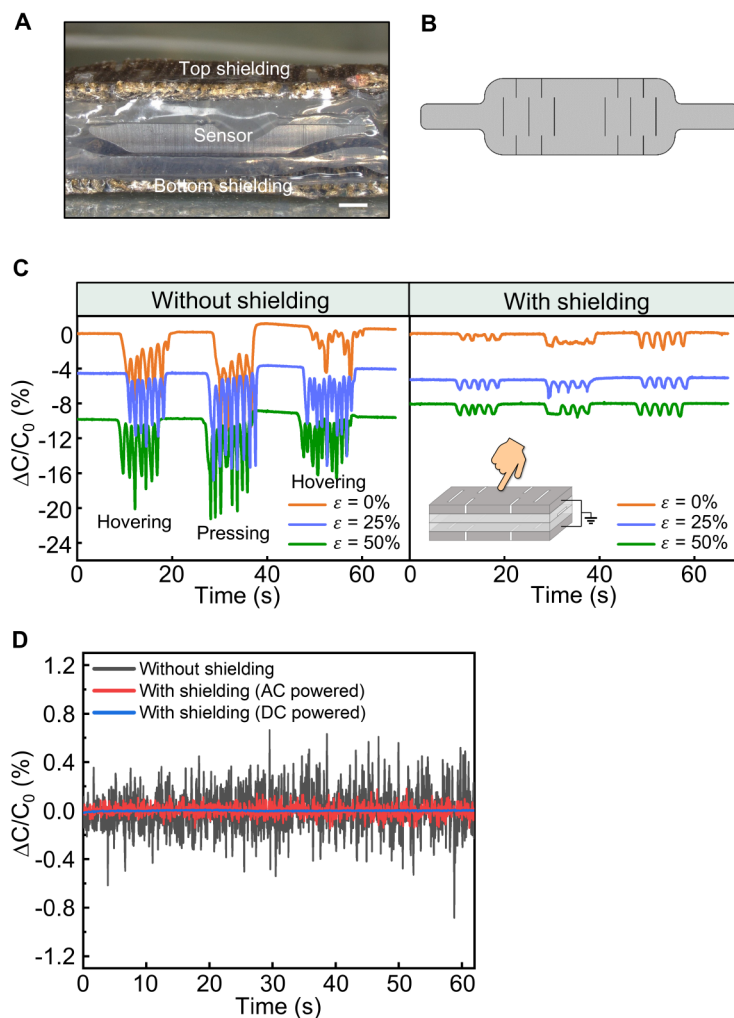 A
B
Top shielding
Sensor
Bottom shielding
C
Without shielding
With shielding
0
-4
-8
-12
-16
-20
-24
ΔC/C₀ (%)
Hovering
Pressing
Hovering
ε = 0%
ε = 25%
ε = 50%
ε = 0%
ε = 25%
ε = 50%
0 20 40 60
0 20 40 60
Time (s)
Time (s)
D
1.2
0.8
0.4
0.0
-0.4
-0.8
-1.2
ΔC/C₀ (%)
Without shielding
With shielding (AC powered)
With shielding (DC powered)
0 10 20 30 40 50 60
Time (s)